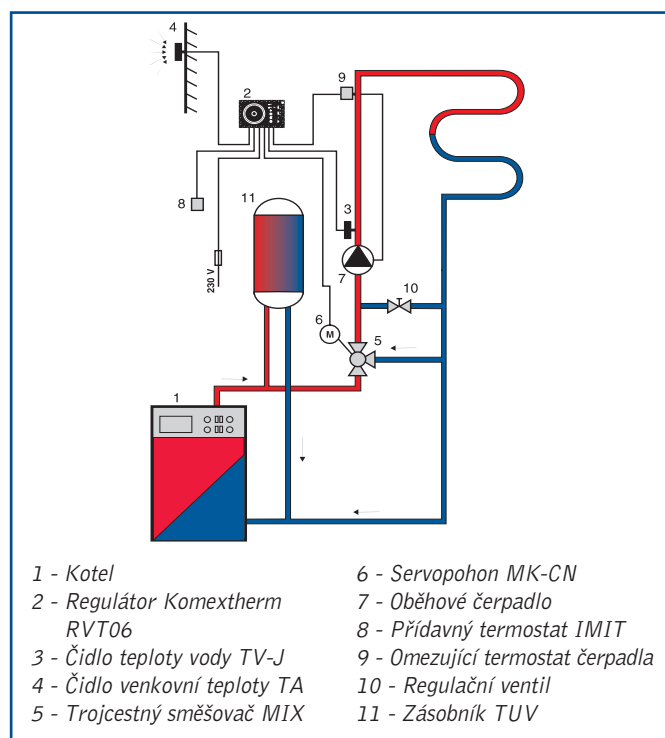 4
2
9
8
11
3
7
230 V
10
6
M
5
1
1 - Kotel
2 - Regulátor Komextherm
RVT06
3 - Čidlo teploty vody TV-J
4 - Čidlo venkovní teploty TA
5 - Trojcestný směšovač MIX
6 - Servopohon MK-CN
7 - Oběhové čerpadlo
8 - Přídavný termostat IMIT
9 - Omezující termostat čerpadla
10 - Regulační ventil
11 - Zásobník TUV